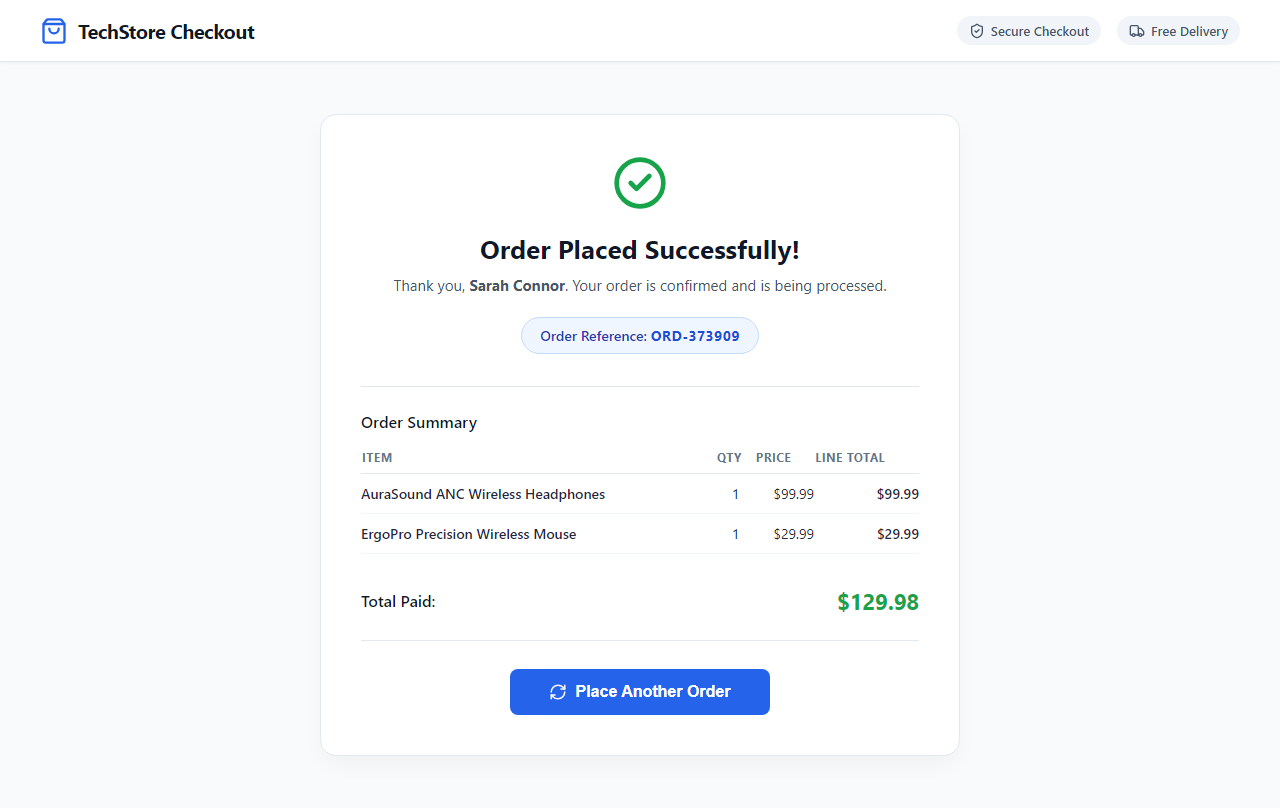 TechStore Checkout
Secure Checkout
Free Delivery
Order Placed Successfully!
Thank you, Sarah Connor. Your order is confirmed and is being processed.
Order Reference: ORD-373909
Order Summary
ITEM QTY PRICE LINE TOTAL
AuraSound ANC Wireless Headphones 1 $99.99 $99.99
ErgoPro Precision Wireless Mouse 1 $29.99 $29.99
Total Paid: $129.98
Place Another Order